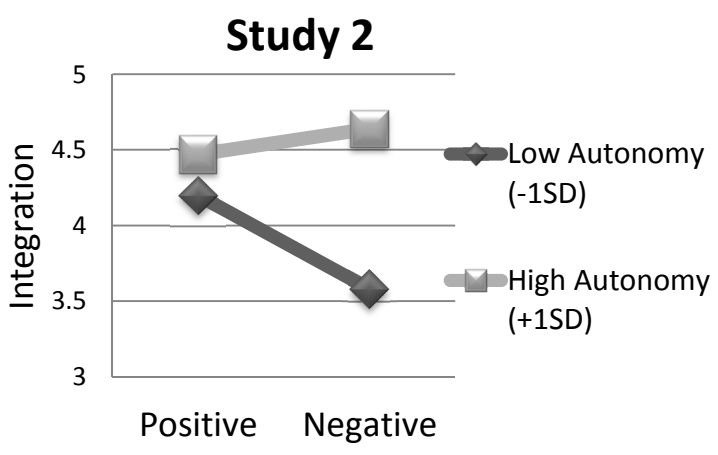 Study 2
5
4.5
4
3.5
3
Integration
Positive Negative
Low Autonomy
(-1SD)
High Autonomy
(+1SD)